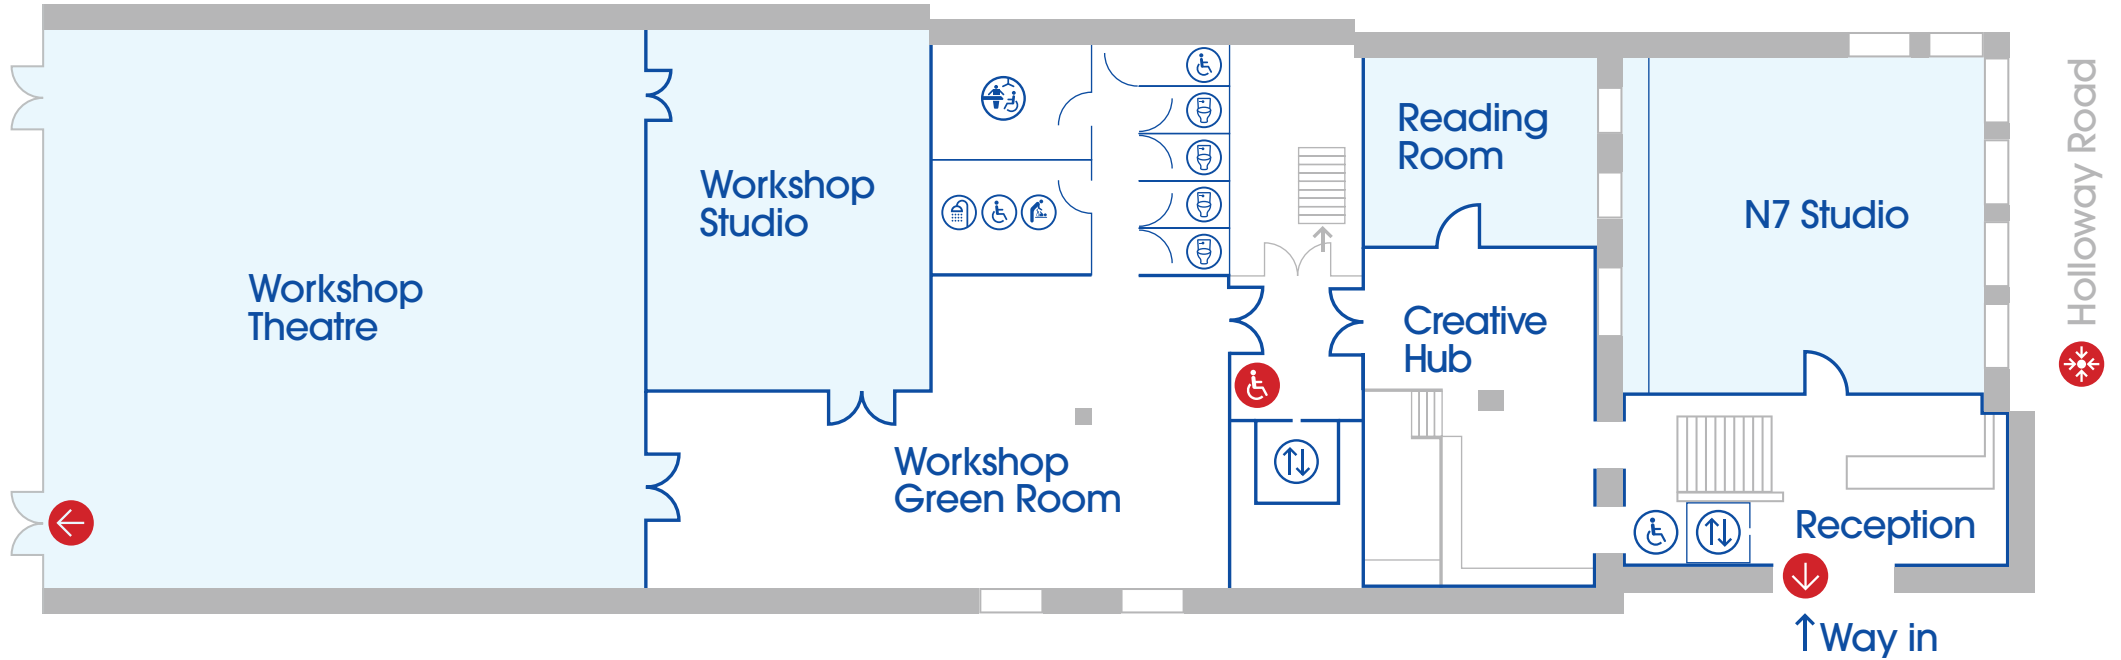 Workshop
Theatre
Workshop
Studio
Workshop
Green Room
Reading
Room
Creative
Hub
N7 Studio
Reception
Way in
Holloway Road